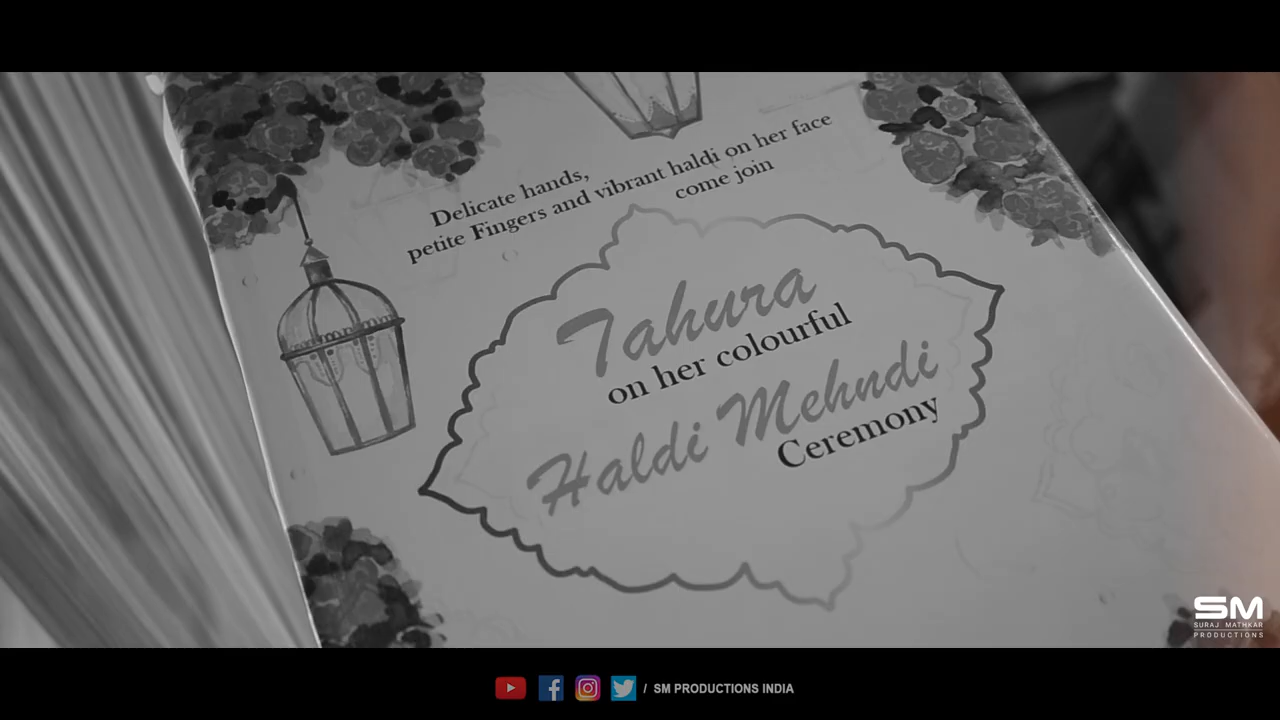 Delicate hands,
petite Fingers and vibrant haldi on her face
come join
Tahura
on her colourful
Haldi Mehndi
Ceremony
SM
SURAJ MATHKAR
PRODUCTIONS
/ SM PRODUCTIONS INDIA